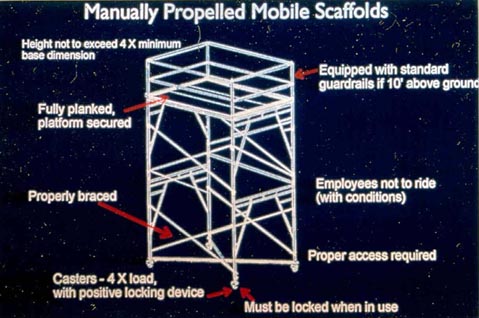 Manually Propelled Mobile Scaffolds
Height not to exceed 4 X minimum
base dimension
Equipped with standard
guardrails if 10' above ground
Fully planked,
platform secured
Properly braced
Employees not to ride
(with conditions)
Proper access required
Casters - 4 X load,
with positive locking device
Must be locked when in use